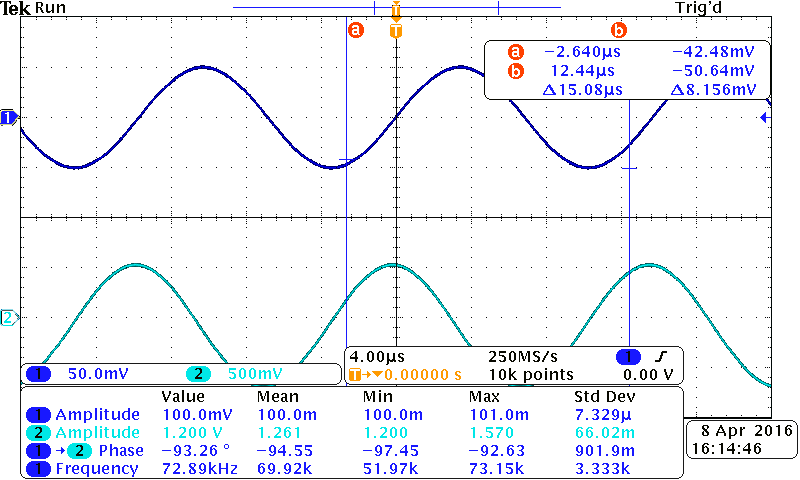 Tek Run Trig'd
T
a T b
a −2.640µs −42.48mV
b 12.44µs −50.64mV
Δ15.08µs Δ8.156mV
1
2
1 50.0mV 2 500mV
4.00µs 250MS/s 1
T→▼0.00000 s 10k points 0.00 V
Value Mean Min Max Std Dev
1 Amplitude 100.0mV 100.0m 100.0m 101.0m 7.329µ
2 Amplitude 1.200 V 1.261 1.200 1.570 66.02m
1 → 2 Phase −93.26 ° −94.55 −97.45 −92.63 901.9m
1 Frequency 72.89kHz 69.92k 51.97k 73.15k 3.333k
8 Apr 2016
16:14:46